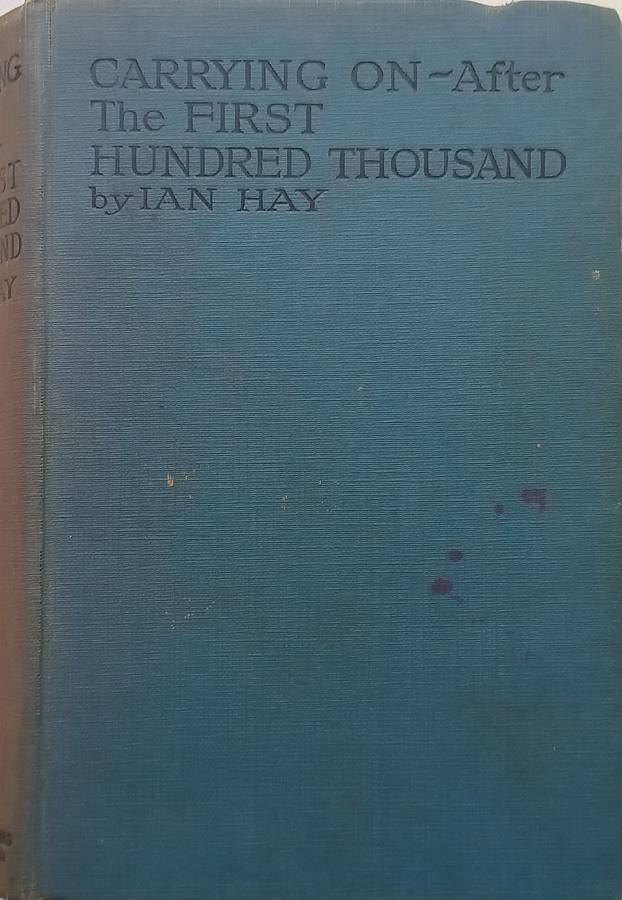 CARRYING ON~After
The FIRST
HUNDRED THOUSAND
by IAN HAY